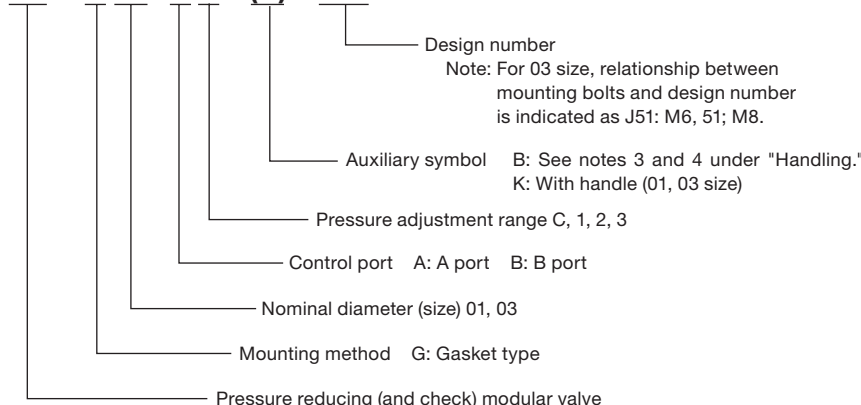 Design number
Note: For 03 size, relationship between
mounting bolts and design number
is indicated as J51: M6, 51; M8.
Auxiliary symbol B: See notes 3 and 4 under "Handling."
K: With handle (01, 03 size)
Pressure adjustment range C, 1, 2, 3
Control port A: A port B: B port
Nominal diameter (size) 01, 03
Mounting method G: Gasket type
Pressure reducing (and check) modular valve